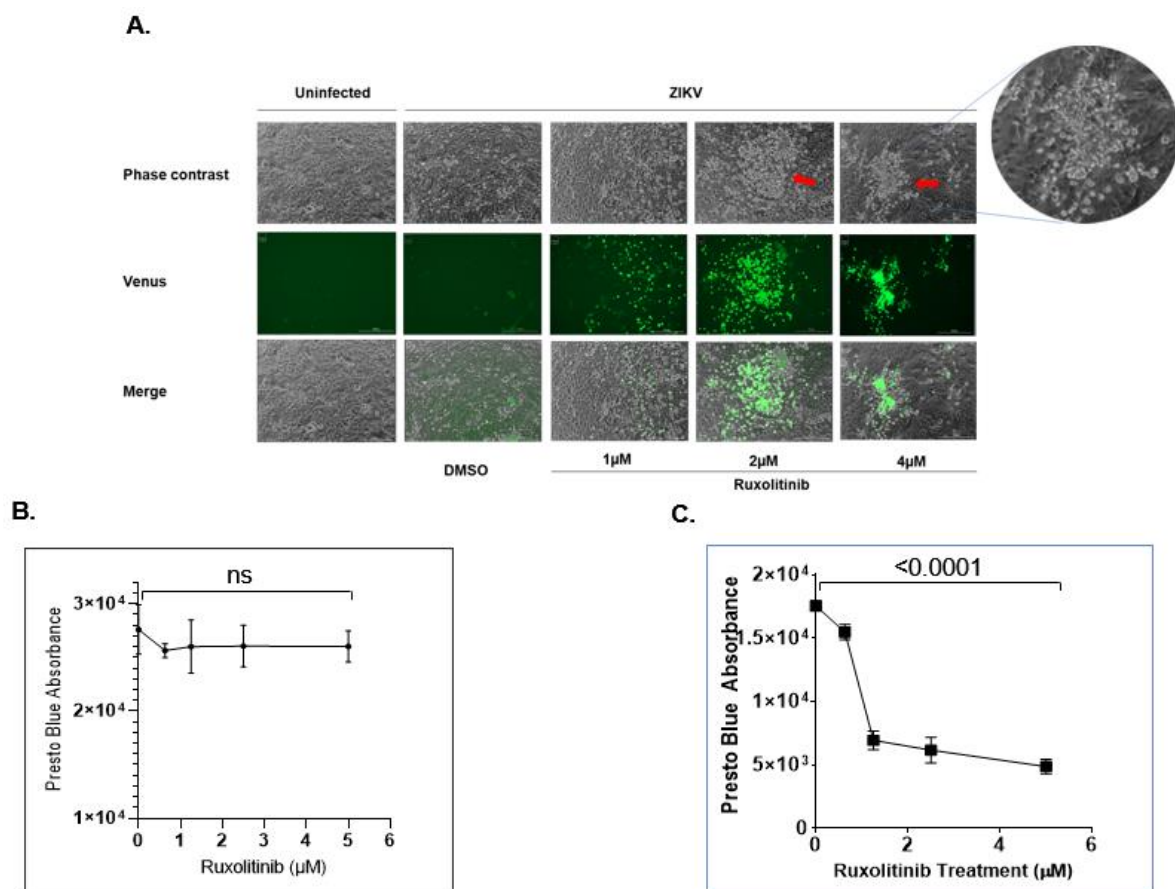 A.
Uninfected ZIKV
Phase contrast
Venus
Merge
DMSO 1µM 2µM 4µM
Ruxolitinib
B.
ns
3×10⁴
2×10⁴
1×10⁴
0 1 2 3 4 5 6
Presto Blue Absorbance
Ruxolitinib (µM)
C.
<0.0001
2×10⁴
1.5×10⁴
1×10⁴
5×10³
0
0 2 4 6
Presto Blue Absorbance
Ruxolitinib Treatment (µM)